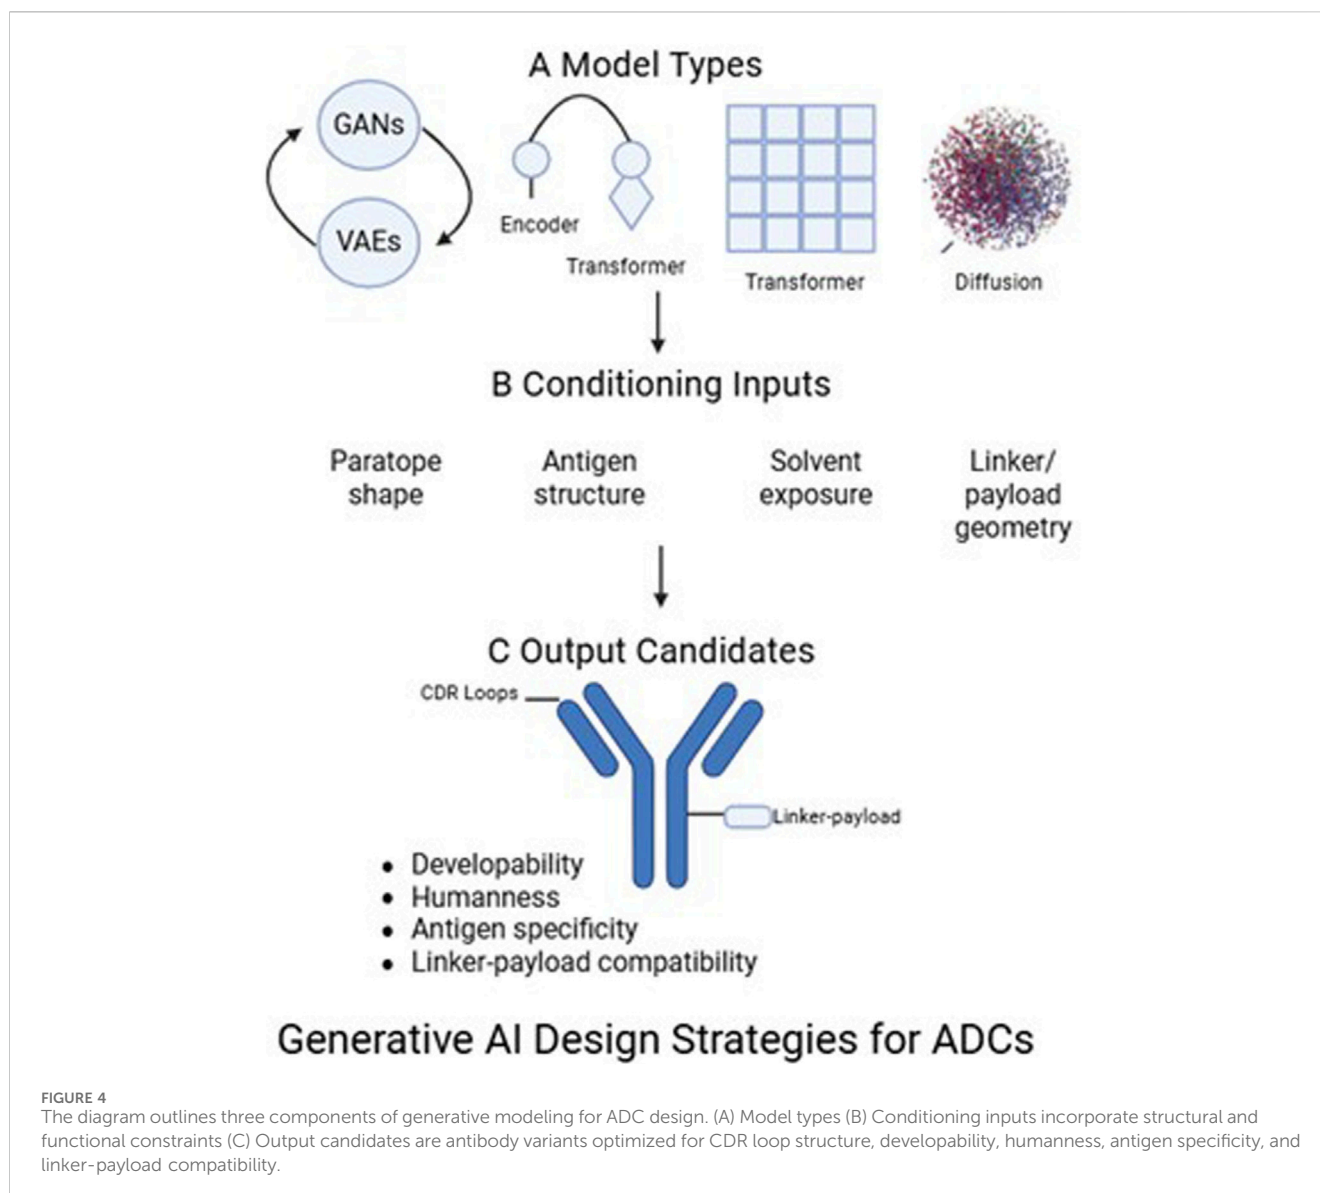 A Model Types
GANs
VAEs
Encoder
Transformer
Transformer
Diffusion
B Conditioning Inputs
Paratope
shape
Antigen
structure
Solvent
exposure
Linker/
payload
geometry
C Output Candidates
CDR Loops
Linker-payload
• Developability
• Humanness
• Antigen specificity
• Linker-payload compatibility
Generative AI Design Strategies for ADCs
FIGURE 4
The diagram outlines three components of generative modeling for ADC design. (A) Model types (B) Conditioning inputs incorporate structural and
functional constraints (C) Output candidates are antibody variants optimized for CDR loop structure, developability, humanness, antigen specificity, and
linker-payload compatibility.